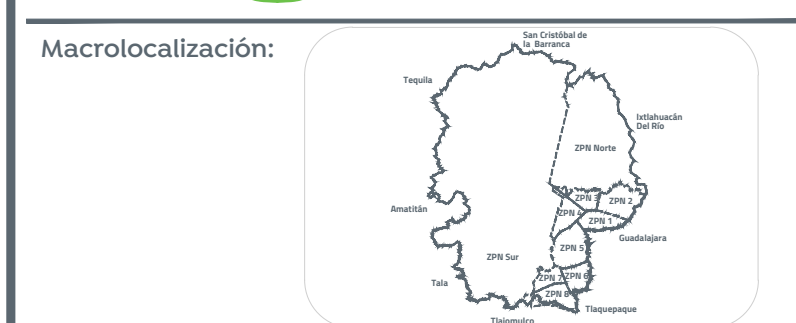 Macrolocalización:
San Cristóbal de
la Barranca
Tequila
Ixtlahuacán
Del Río
ZPN Norte
ZPN 3
ZPN 2
Amatitán
ZPN 4
ZPN 1
Guadalajara
ZPN 5
ZPN Sur
ZPN 7
ZPN 6
Tala
ZPN 8
Tlaquepaque
Tlajomulco